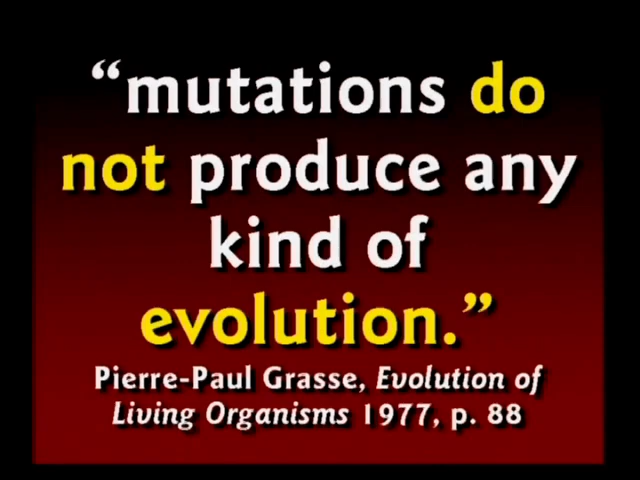 “mutations do
not produce any
kind of
evolution.”
Pierre-Paul Grasse, Evolution of
Living Organisms 1977, p. 88